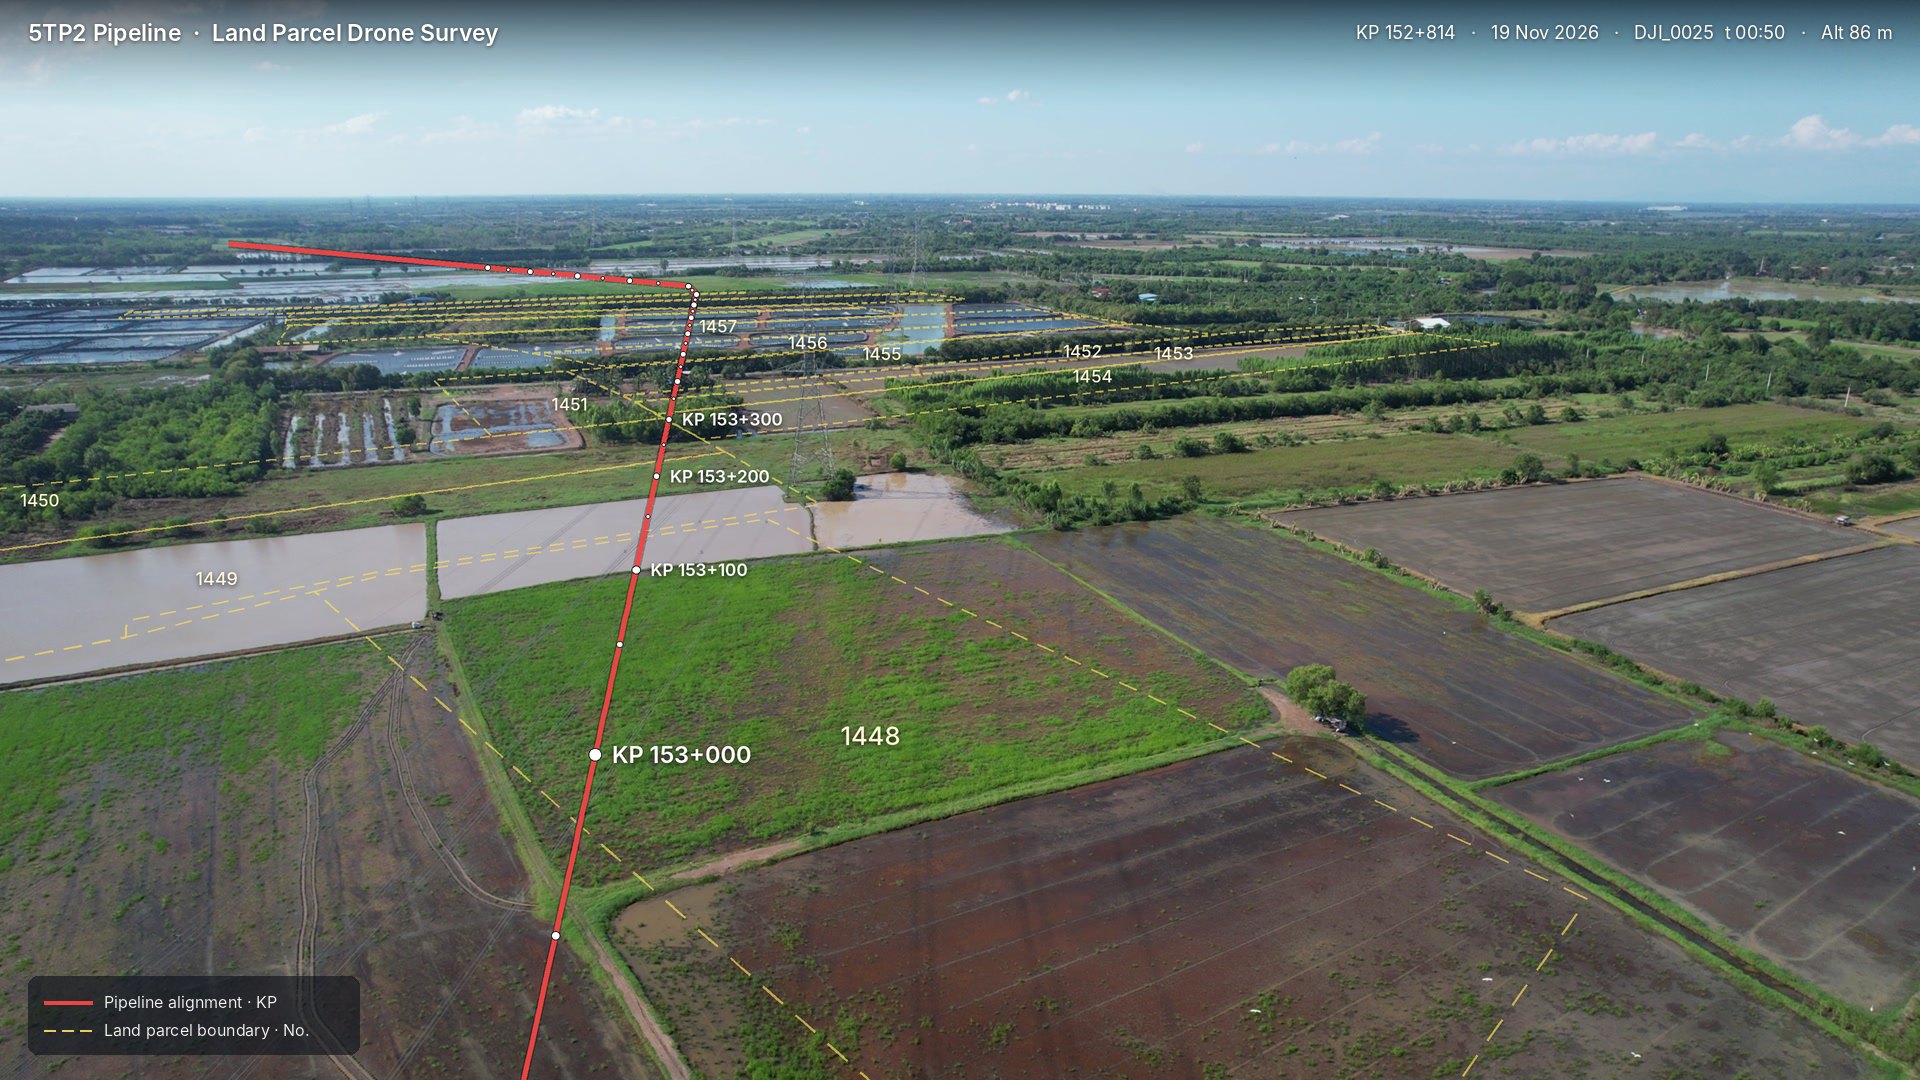 5TP2 Pipeline · Land Parcel Drone Survey
KP 152+814 · 19 Nov 2026 · DJI_0025 t 00:50 · Alt 86 m
1457
1456
1455
1452
1453
1454
1451
KP 153+300
KP 153+200
1450
KP 153+100
1449
1448
KP 153+000
Pipeline alignment · KP
Land parcel boundary · No.